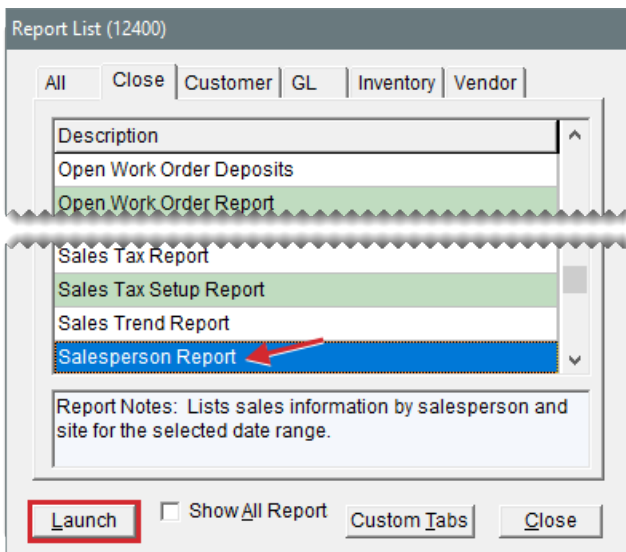 Report List (12400)
All Close Customer GL Inventory Vendor
Description
Open Work Order Deposits
Open Work Order Report
Sales Tax Report
Sales Tax Setup Report
Sales Trend Report
Salesperson Report
Report Notes: Lists sales information by salesperson and
site for the selected date range.
Launch Show All Report Custom Tabs Close